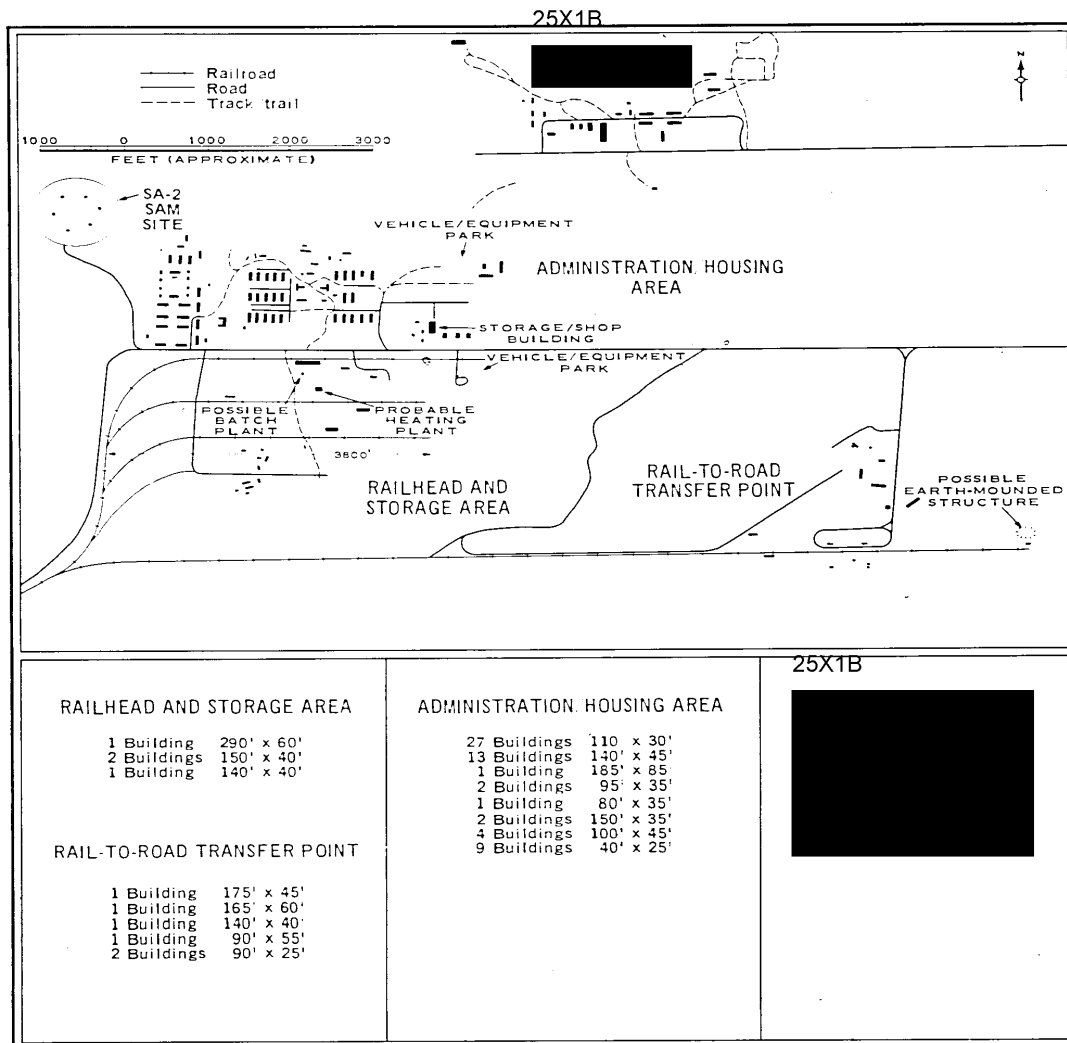 25X1B
Railroad
Road
Track trail
N
1000 0 1000 2000 3000
FEET (APPROXIMATE)
SA-2
SAM
SITE
VEHICLE/EQUIPMENT
PARK
ADMINISTRATION, HOUSING
AREA
STORAGE/SHOP
BUILDING
VEHICLE/EQUIPMENT
PARK
POSSIBLE
BATCH
PLANT
PROBABLE
HEATING
PLANT
3800'
RAILHEAD AND
STORAGE AREA
RAIL-TO-ROAD
TRANSFER POINT
POSSIBLE
EARTH-MOUNDED
STRUCTURE
RAILHEAD AND STORAGE AREA
1 Building 290' x 60'
2 Buildings 150' x 40'
1 Building 140' x 40'
RAIL-TO-ROAD TRANSFER POINT
1 Building 175' x 45'
1 Building 165' x 60'
1 Building 140' x 40'
1 Building 90' x 55'
2 Buildings 90' x 25'
ADMINISTRATION, HOUSING AREA
27 Buildings 110 x 30'
13 Buildings 140' x 45'
1 Building 185' x 85'
2 Buildings 95' x 35'
1 Building 80' x 35'
2 Buildings 150' x 35'
4 Buildings 100' x 45'
9 Buildings 40' x 25'
25X1B